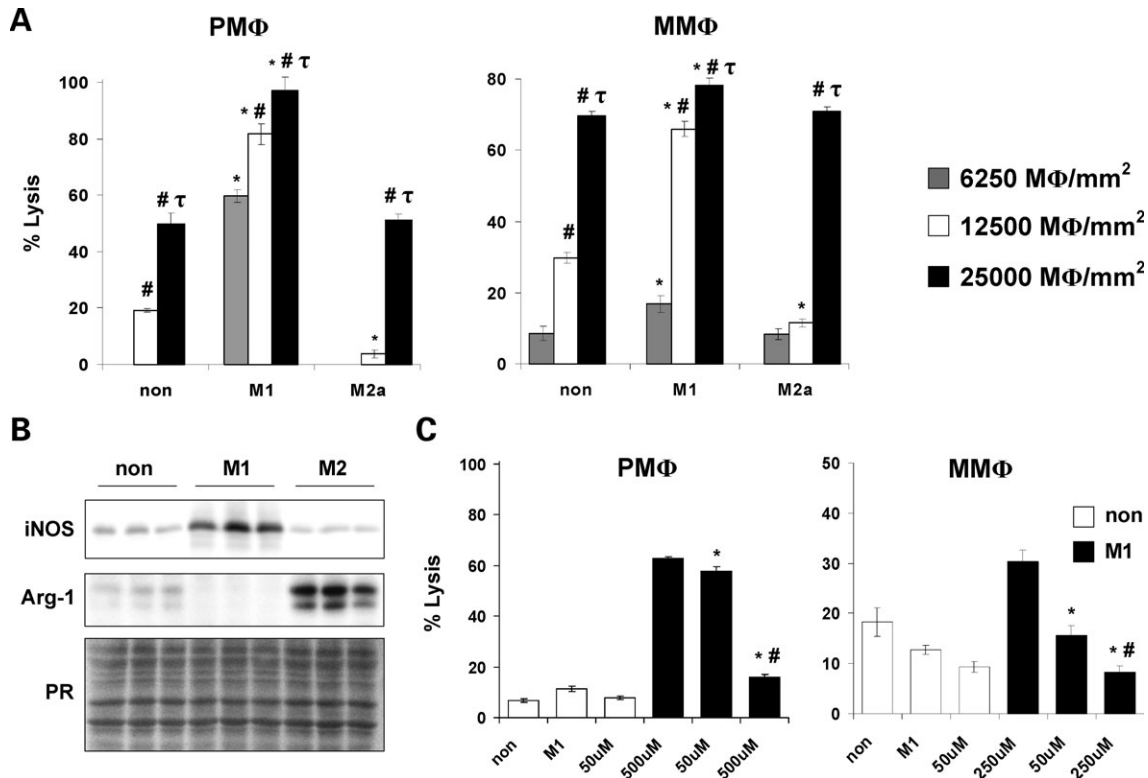 A
PMΦ
MMΦ
% Lysis
100
80
60
40
20
0
#
# τ
*
* #
* # τ
*
# τ
non
M1
M2a
80
60
40
20
0
#
# τ
*
* #
* # τ
*
# τ
non
M1
M2a
6250 MΦ/mm²
12500 MΦ/mm²
25000 MΦ/mm²
B
non M1 M2
iNOS
Arg-1
PR
C
PMΦ
% Lysis
100
80
60
40
20
0
*
* #
non
M1
50uM
500uM
50uM
500uM
MMΦ
50
40
30
20
10
0
non
M1
*
* #
non
M1
50uM
250uM
50uM
250uM